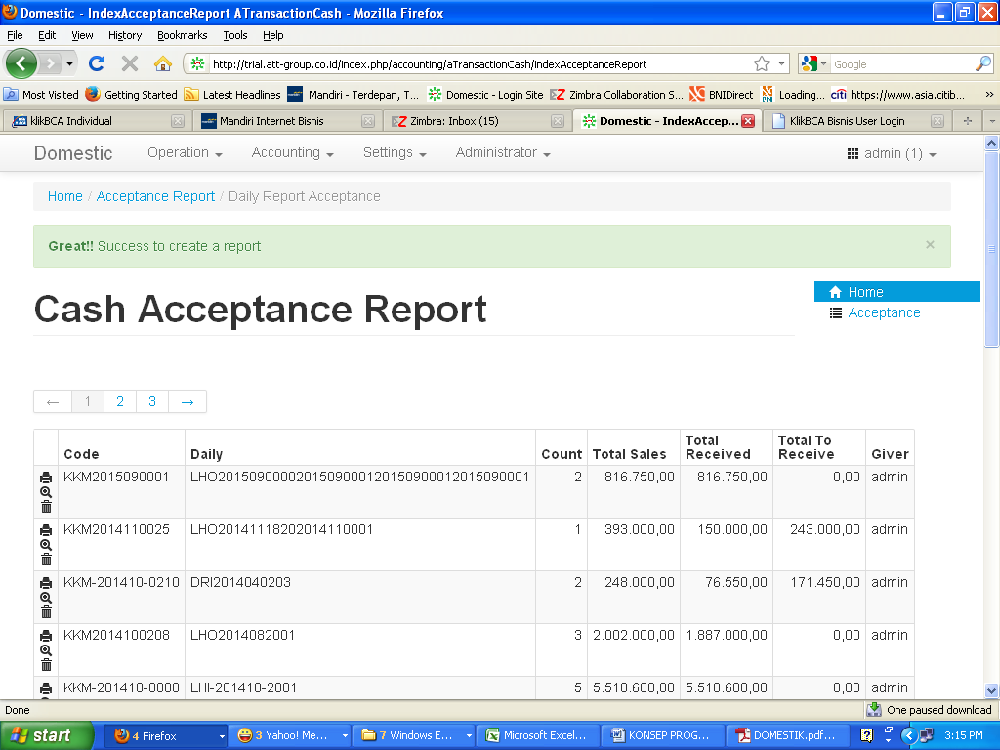 Domestic - IndexAcceptanceReport ATransactionCash - Mozilla Firefox
File Edit View History Bookmarks Tools Help
http://trial.att-group.co.id/index.php/accounting/aTransactionCash/indexAcceptanceReport Google
Most Visited Getting Started Latest Headlines Mandiri - Terdepan, T... Domestic - Login Site Zimbra Collaboration S... BNIDirect Loading... https://www.asia.citib... »
klikBCA Individual Mandiri Internet Bisnis Zimbra: Inbox (15) Domestic - IndexAccep... KlikBCA Bisnis User Login
Domestic Operation Accounting Settings Administrator admin (1)
Home / Acceptance Report / Daily Report Acceptance
Great!! Success to create a report ×
Home
Acceptance
Cash Acceptance Report
← 1 2 3 →
Code Daily Count Total Sales Total Received Total To Receive Giver
KKM2015090001 LHO201509000020150900012015090001​2015090001 2 816.750,00 816.750,00 0,00 admin
KKM2014110025 LHO20141118202014110001 1 393.000,00 150.000,00 243.000,00 admin
KKM-201410-0210 DRI2014040203 2 248.000,00 76.550,00 171.450,00 admin
KKM2014100208 LHO2014082001 3 2.002.000,00 1.887.000,00 0,00 admin
KKM-201410-0008 LHI-201410-2801 5 5.518.600,00 5.518.600,00 0,00 admin
Done One paused download
start 4 Firefox 3 Yahoo! Me... 7 Windows E... Microsoft Excel... KONSEP PROG... DOMESTIK.pdf... 3:15 PM